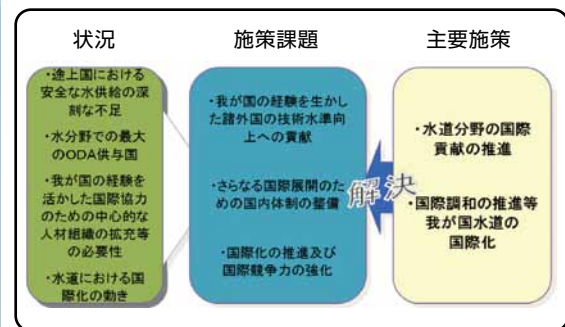 状況
・途上国における
安全な水供給の深
刻な不足
・水分野での最大
のODA供与国
・我が国の経験を
活かした国際協力
のための中心的な
人材組織の拡充等
の必要性
・水道における国
際化の動き
施策課題
・我が国の経験を生かし
た諸外国の技術水準向
上への貢献
・さらなる国際展開のた
めの国内体制の整備
・国際化の推進及び
国際競争力の強化
解決
主要施策
・水道分野の国際
貢献の推進
・国際調和の推進等
我が国水道の
国際化